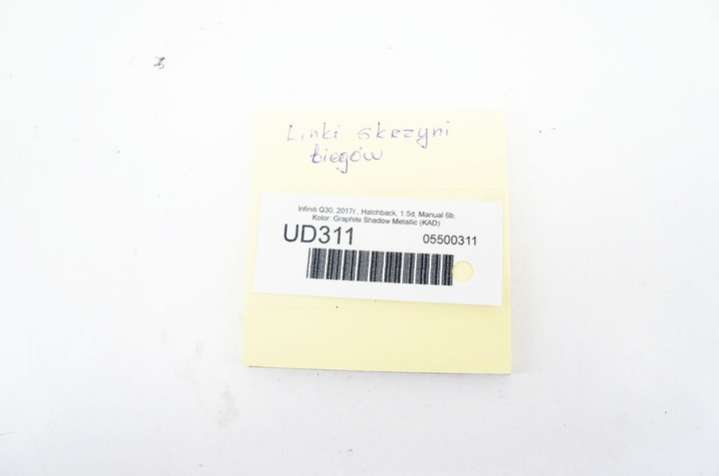 Linki skrzyni
biegów
Infiniti Q30, 2017r., Hatchback, 1.5d, Manual 6b,
Kolor: Graphite Shadow Metallic (KAD)
UD311 05500311